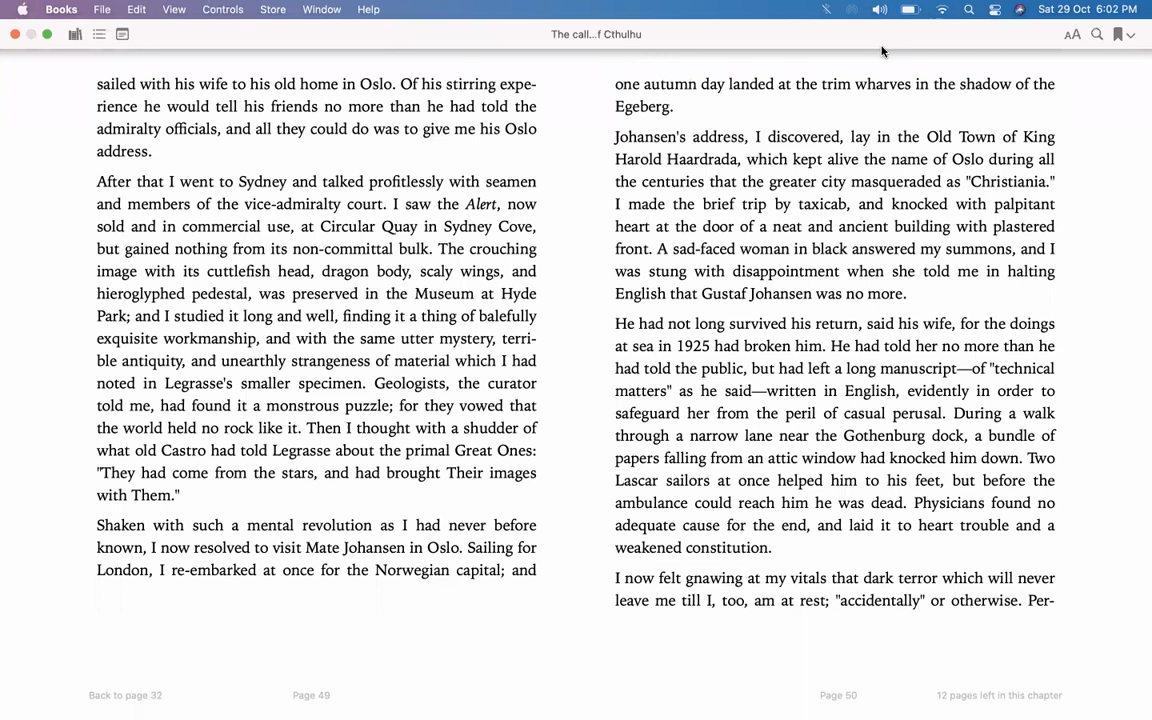 Books File Edit View Controls Store Window Help Sat 29 Oct 6:02 PM
The call...f Cthulhu
AA
sailed with his wife to his old home in Oslo. Of his stirring expe-
rience he would tell his friends no more than he had told the
admiralty officials, and all they could do was to give me his Oslo
address.
After that I went to Sydney and talked profitlessly with seamen
and members of the vice-admiralty court. I saw the Alert, now
sold and in commercial use, at Circular Quay in Sydney Cove,
but gained nothing from its non-committal bulk. The crouching
image with its cuttlefish head, dragon body, scaly wings, and
hieroglyphed pedestal, was preserved in the Museum at Hyde
Park; and I studied it long and well, finding it a thing of balefully
exquisite workmanship, and with the same utter mystery, terri-
ble antiquity, and unearthly strangeness of material which I had
noted in Legrasse's smaller specimen. Geologists, the curator
told me, had found it a monstrous puzzle; for they vowed that
the world held no rock like it. Then I thought with a shudder of
what old Castro had told Legrasse about the primal Great Ones:
"They had come from the stars, and had brought Their images
with Them."
Shaken with such a mental revolution as I had never before
known, I now resolved to visit Mate Johansen in Oslo. Sailing for
London, I re-embarked at once for the Norwegian capital; and
one autumn day landed at the trim wharves in the shadow of the
Egeberg.
Johansen's address, I discovered, lay in the Old Town of King
Harold Haardrada, which kept alive the name of Oslo during all
the centuries that the greater city masqueraded as "Christiania."
I made the brief trip by taxicab, and knocked with palpitant
heart at the door of a neat and ancient building with plastered
front. A sad-faced woman in black answered my summons, and I
was stung with disappointment when she told me in halting
English that Gustaf Johansen was no more.
He had not long survived his return, said his wife, for the doings
at sea in 1925 had broken him. He had told her no more than he
had told the public, but had left a long manuscript—of "technical
matters" as he said—written in English, evidently in order to
safeguard her from the peril of casual perusal. During a walk
through a narrow lane near the Gothenburg dock, a bundle of
papers falling from an attic window had knocked him down. Two
Lascar sailors at once helped him to his feet, but before the
ambulance could reach him he was dead. Physicians found no
adequate cause for the end, and laid it to heart trouble and a
weakened constitution.
I now felt gnawing at my vitals that dark terror which will never
leave me till I, too, am at rest; "accidentally" or otherwise. Per-
Back to page 32 Page 49 Page 50 12 pages left in this chapter